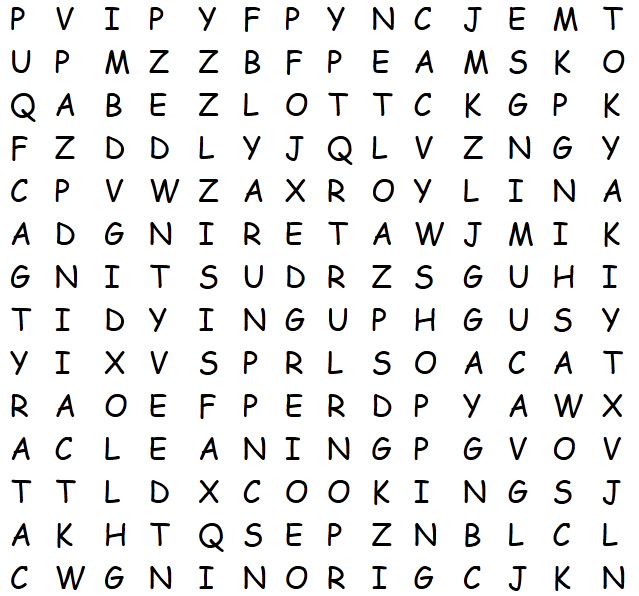 P V I P Y F P Y N C J E M T
U P M Z Z B F P E A M S K O
Q A B E Z L O T T C K G P K
F Z D D L Y J Q L V Z N G Y
C P V W Z A X R O Y L I N A
A D G N I R E T A W J M I K
G N I T S U D R Z S G U H I
T I D Y I N G U P H G U S Y
Y I X V S P R L S O A C A T
R A O E F P E R D P Y A W X
A C L E A N I N G P G V O V
T T L D X C O O K I N G S J
A K H T Q S E P Z N B L C L
C W G N I N O R I G C J K N